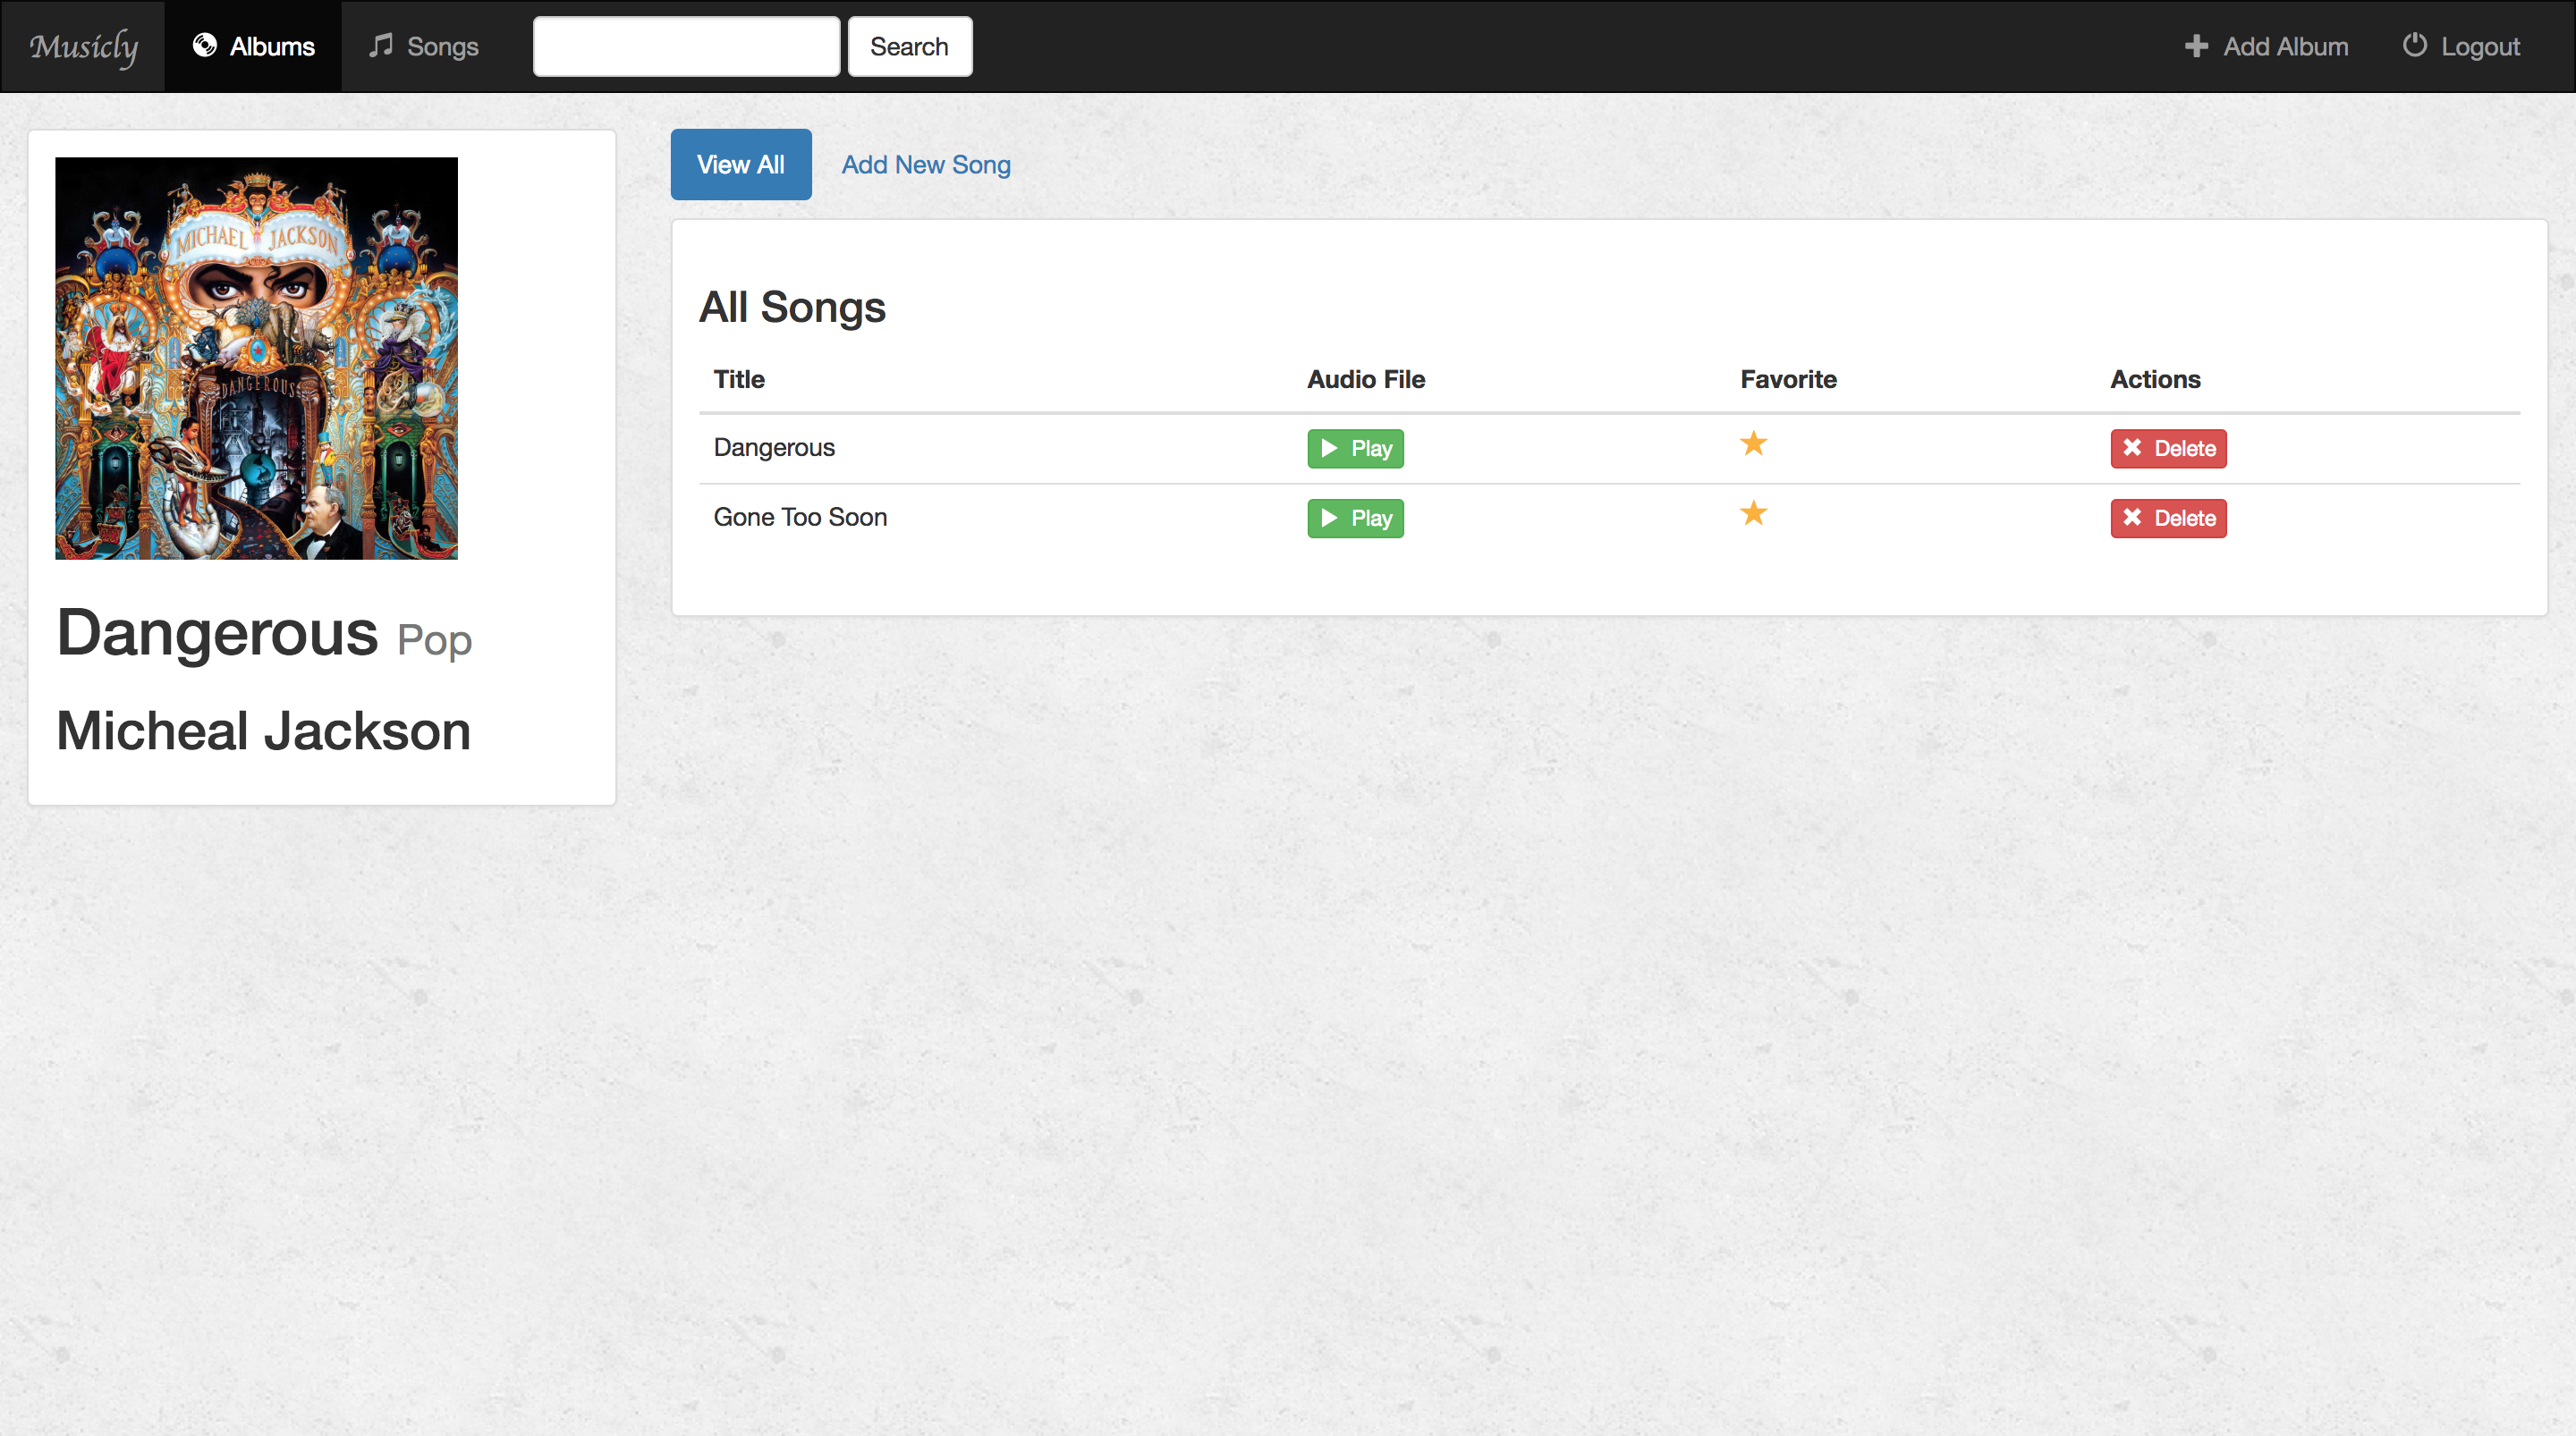 Musicly Albums Songs Search Add Album Logout
View All Add New Song
MICHAEL JACKSON
DANGEROUS
Dangerous Pop
Micheal Jackson
All Songs
Title Audio File Favorite Actions
Dangerous Play Delete
Gone Too Soon Play Delete